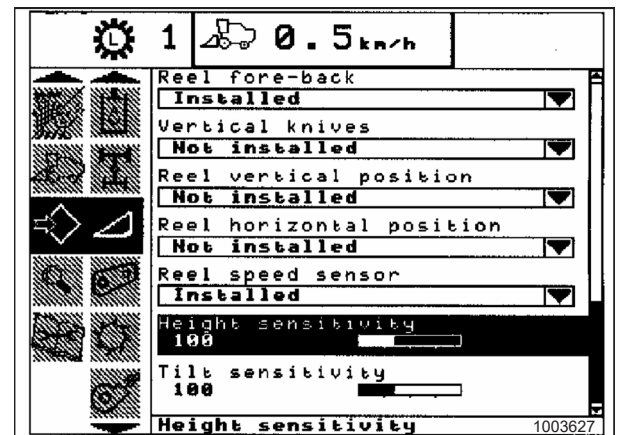 L 1 0.5km/h
Reel fore-back
Installed
Vertical knives
Not installed
Reel vertical position
Not installed
Reel horizontal position
Not installed
Reel speed sensor
Installed
Height sensitivity
100
Tilt sensitivity
100
Height sensitivity
1003627